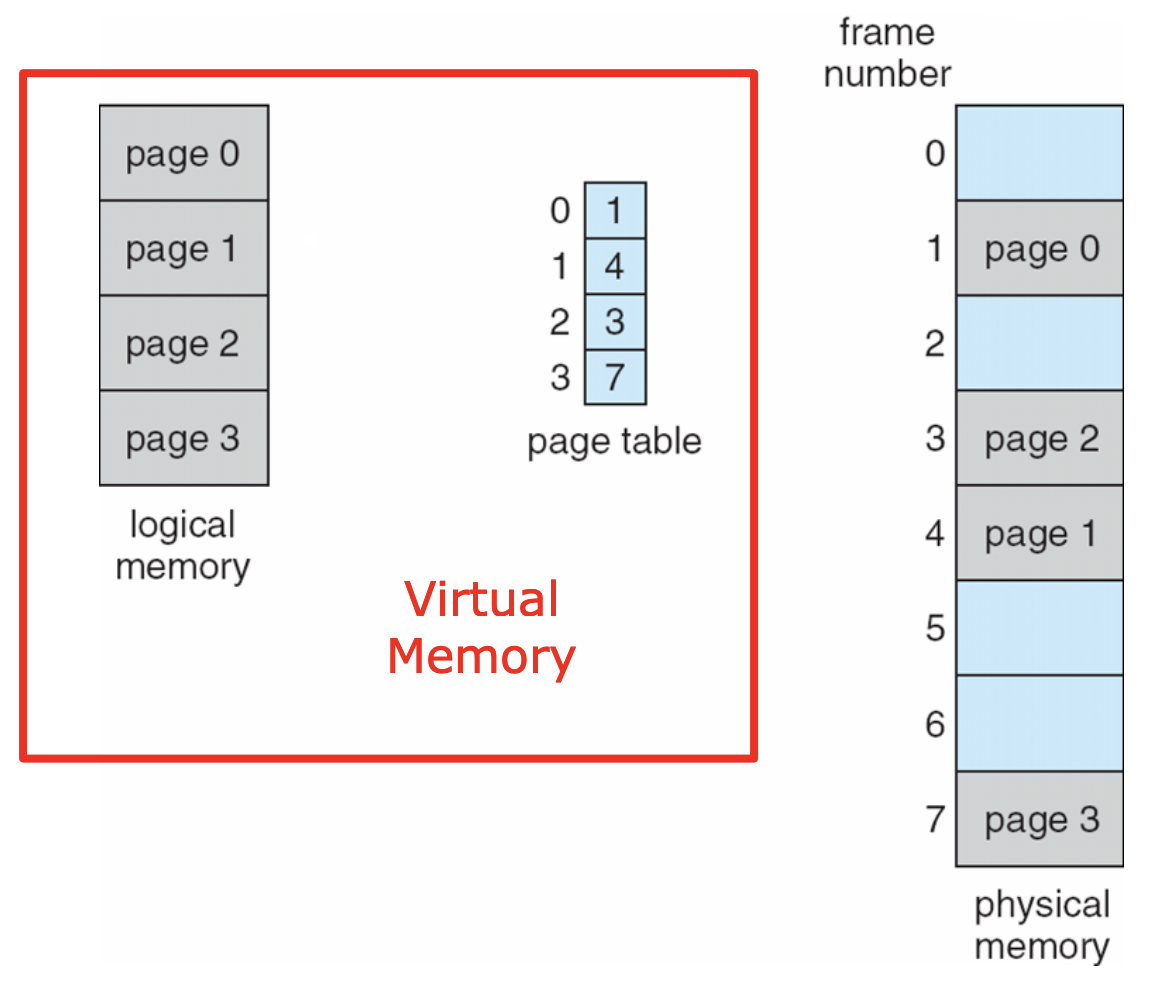 frame
number
page 0
page 1
page 2
page 3
logical
memory
0 1
1 4
2 3
3 7
page table
Virtual
Memory
0
1 page 0
2
3 page 2
4 page 1
5
6
7 page 3
physical
memory